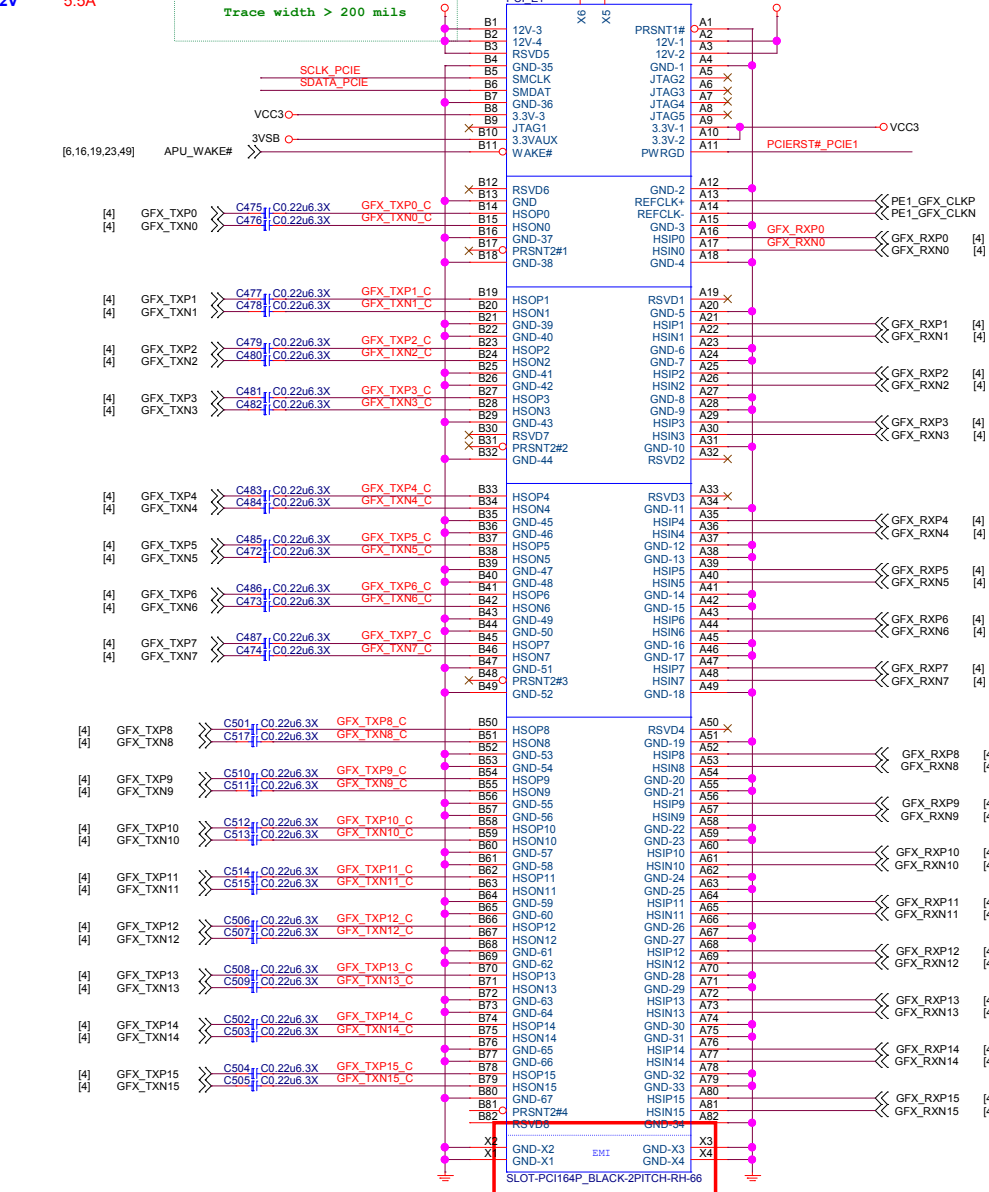 2V 5.5A
Trace width > 200 mils
X6 X5
B1 12V-3 PRSNT1# A1
B2 12V-4 12V-1 A2
B3 RSVD5 12V-2 A3
B4 GND-35 GND-1 A4
SCLK_PCIE B5 SMCLK JTAG2 A5
SDATA_PCIE B6 SMDAT JTAG3 A6
B7 GND-36 JTAG4 A7
VCC3 B8 3.3V-3 JTAG5 A8
B9 JTAG1 3.3V-1 A9 VCC3
3VSB B10 3.3VAUX 3.3V-2 A10
[6,16,19,23,49] APU_WAKE# B11 WAKE# PWRGD A11 PCIERST#_PCIE1
B12 RSVD6 GND-2 A12
B13 GND REFCLK+ A13 PE1_GFX_CLKP
[4] GFX_TXP0 C475 C0.22u6.3X GFX_TXP0_C B14 HSOP0 REFCLK- A14 PE1_GFX_CLKN
[4] GFX_TXN0 C476 C0.22u6.3X GFX_TXN0_C B15 HSON0 GND-3 A15
B16 GND-37 HSIP0 A16 GFX_RXP0 GFX_RXP0 [4]
B17 PRSNT2#1 HSIN0 A17 GFX_RXN0 GFX_RXN0 [4]
B18 GND-38 GND-4 A18
[4] GFX_TXP1 C477 C0.22u6.3X GFX_TXP1_C B19 HSOP1 RSVD1 A19
[4] GFX_TXN1 C478 C0.22u6.3X GFX_TXN1_C B20 HSON1 GND-5 A20
B21 GND-39 HSIP1 A21 GFX_RXP1 [4]
B22 GND-40 HSIN1 A22 GFX_RXN1 [4]
[4] GFX_TXP2 C479 C0.22u6.3X GFX_TXP2_C B23 HSOP2 GND-6 A23
[4] GFX_TXN2 C480 C0.22u6.3X GFX_TXN2_C B24 HSON2 GND-7 A24
B25 GND-41 HSIP2 A25 GFX_RXP2 [4]
B26 GND-42 HSIN2 A26 GFX_RXN2 [4]
[4] GFX_TXP3 C481 C0.22u6.3X GFX_TXP3_C B27 HSOP3 GND-8 A27
[4] GFX_TXN3 C482 C0.22u6.3X GFX_TXN3_C B28 HSON3 GND-9 A28
B29 GND-43 HSIP3 A29 GFX_RXP3 [4]
B30 RSVD7 HSIN3 A30 GFX_RXN3 [4]
B31 PRSNT2#2 GND-10 A31
B32 GND-44 RSVD2 A32
[4] GFX_TXP4 C483 C0.22u6.3X GFX_TXP4_C B33 HSOP4 RSVD3 A33
[4] GFX_TXN4 C484 C0.22u6.3X GFX_TXN4_C B34 HSON4 GND-11 A34
B35 GND-45 HSIP4 A35 GFX_RXP4 [4]
B36 GND-46 HSIN4 A36 GFX_RXN4 [4]
[4] GFX_TXP5 C485 C0.22u6.3X GFX_TXP5_C B37 HSOP5 GND-12 A37
[4] GFX_TXN5 C472 C0.22u6.3X GFX_TXN5_C B38 HSON5 GND-13 A38
B39 GND-47 HSIP5 A39 GFX_RXP5 [4]
B40 GND-48 HSIN5 A40 GFX_RXN5 [4]
[4] GFX_TXP6 C486 C0.22u6.3X GFX_TXP6_C B41 HSOP6 GND-14 A41
[4] GFX_TXN6 C473 C0.22u6.3X GFX_TXN6_C B42 HSON6 GND-15 A42
B43 GND-49 HSIP6 A43 GFX_RXP6 [4]
B44 GND-50 HSIN6 A44 GFX_RXN6 [4]
[4] GFX_TXP7 C487 C0.22u6.3X GFX_TXP7_C B45 HSOP7 GND-16 A45
[4] GFX_TXN7 C474 C0.22u6.3X GFX_TXN7_C B46 HSON7 GND-17 A46
B47 GND-51 HSIP7 A47 GFX_RXP7 [4]
B48 PRSNT2#3 HSIN7 A48 GFX_RXN7 [4]
B49 GND-52 GND-18 A49
[4] GFX_TXP8 C501 C0.22u6.3X GFX_TXP8_C B50 HSOP8 RSVD4 A50
[4] GFX_TXN8 C517 C0.22u6.3X GFX_TXN8_C B51 HSON8 GND-19 A51
B52 GND-53 HSIP8 A52 GFX_RXP8 [4
B53 GND-54 HSIN8 A53 GFX_RXN8 [4
[4] GFX_TXP9 C510 C0.22u6.3X GFX_TXP9_C B54 HSOP9 GND-20 A54
[4] GFX_TXN9 C511 C0.22u6.3X GFX_TXN9_C B55 HSON9 GND-21 A55
B56 GND-55 HSIP9 A56 GFX_RXP9 [4
B57 GND-56 HSIN9 A57 GFX_RXN9 [4
[4] GFX_TXP10 C512 C0.22u6.3X GFX_TXP10_C B58 HSOP10 GND-22 A58
[4] GFX_TXN10 C513 C0.22u6.3X GFX_TXN10_C B59 HSON10 GND-23 A59
B60 GND-57 HSIP10 A60 GFX_RXP10 [4
B61 GND-58 HSIN10 A61 GFX_RXN10 [4
[4] GFX_TXP11 C514 C0.22u6.3X GFX_TXP11_C B62 HSOP11 GND-24 A62
[4] GFX_TXN11 C515 C0.22u6.3X GFX_TXN11_C B63 HSON11 GND-25 A63
B64 GND-59 HSIP11 A64 GFX_RXP11 [4
B65 GND-60 HSIN11 A65 GFX_RXN11 [4
[4] GFX_TXP12 C506 C0.22u6.3X GFX_TXP12_C B66 HSOP12 GND-26 A66
[4] GFX_TXN12 C507 C0.22u6.3X GFX_TXN12_C B67 HSON12 GND-27 A67
B68 GND-61 HSIP12 A68 GFX_RXP12 [4
B69 GND-62 HSIN12 A69 GFX_RXN12 [4
[4] GFX_TXP13 C508 C0.22u6.3X GFX_TXP13_C B70 HSOP13 GND-28 A70
[4] GFX_TXN13 C509 C0.22u6.3X GFX_TXN13_C B71 HSON13 GND-29 A71
B72 GND-63 HSIP13 A72 GFX_RXP13 [4
B73 GND-64 HSIN13 A73 GFX_RXN13 [4
[4] GFX_TXP14 C502 C0.22u6.3X GFX_TXP14_C B74 HSOP14 GND-30 A74
[4] GFX_TXN14 C503 C0.22u6.3X GFX_TXN14_C B75 HSON14 GND-31 A75
B76 GND-65 HSIP14 A76 GFX_RXP14 [4
B77 GND-66 HSIN14 A77 GFX_RXN14 [4
[4] GFX_TXP15 C504 C0.22u6.3X GFX_TXP15_C B78 HSOP15 GND-32 A78
[4] GFX_TXN15 C505 C0.22u6.3X GFX_TXN15_C B79 HSON15 GND-33 A79
B80 GND-67 HSIP15 A80 GFX_RXP15 [4
B81 PRSNT2#4 HSIN15 A81 GFX_RXN15 [4
B82 RSVD8 GND-34 A82
X2 GND-X2 EMI GND-X3 X3
X1 GND-X1 GND-X4 X4
SLOT-PCI164P_BLACK-2PITCH-RH-66